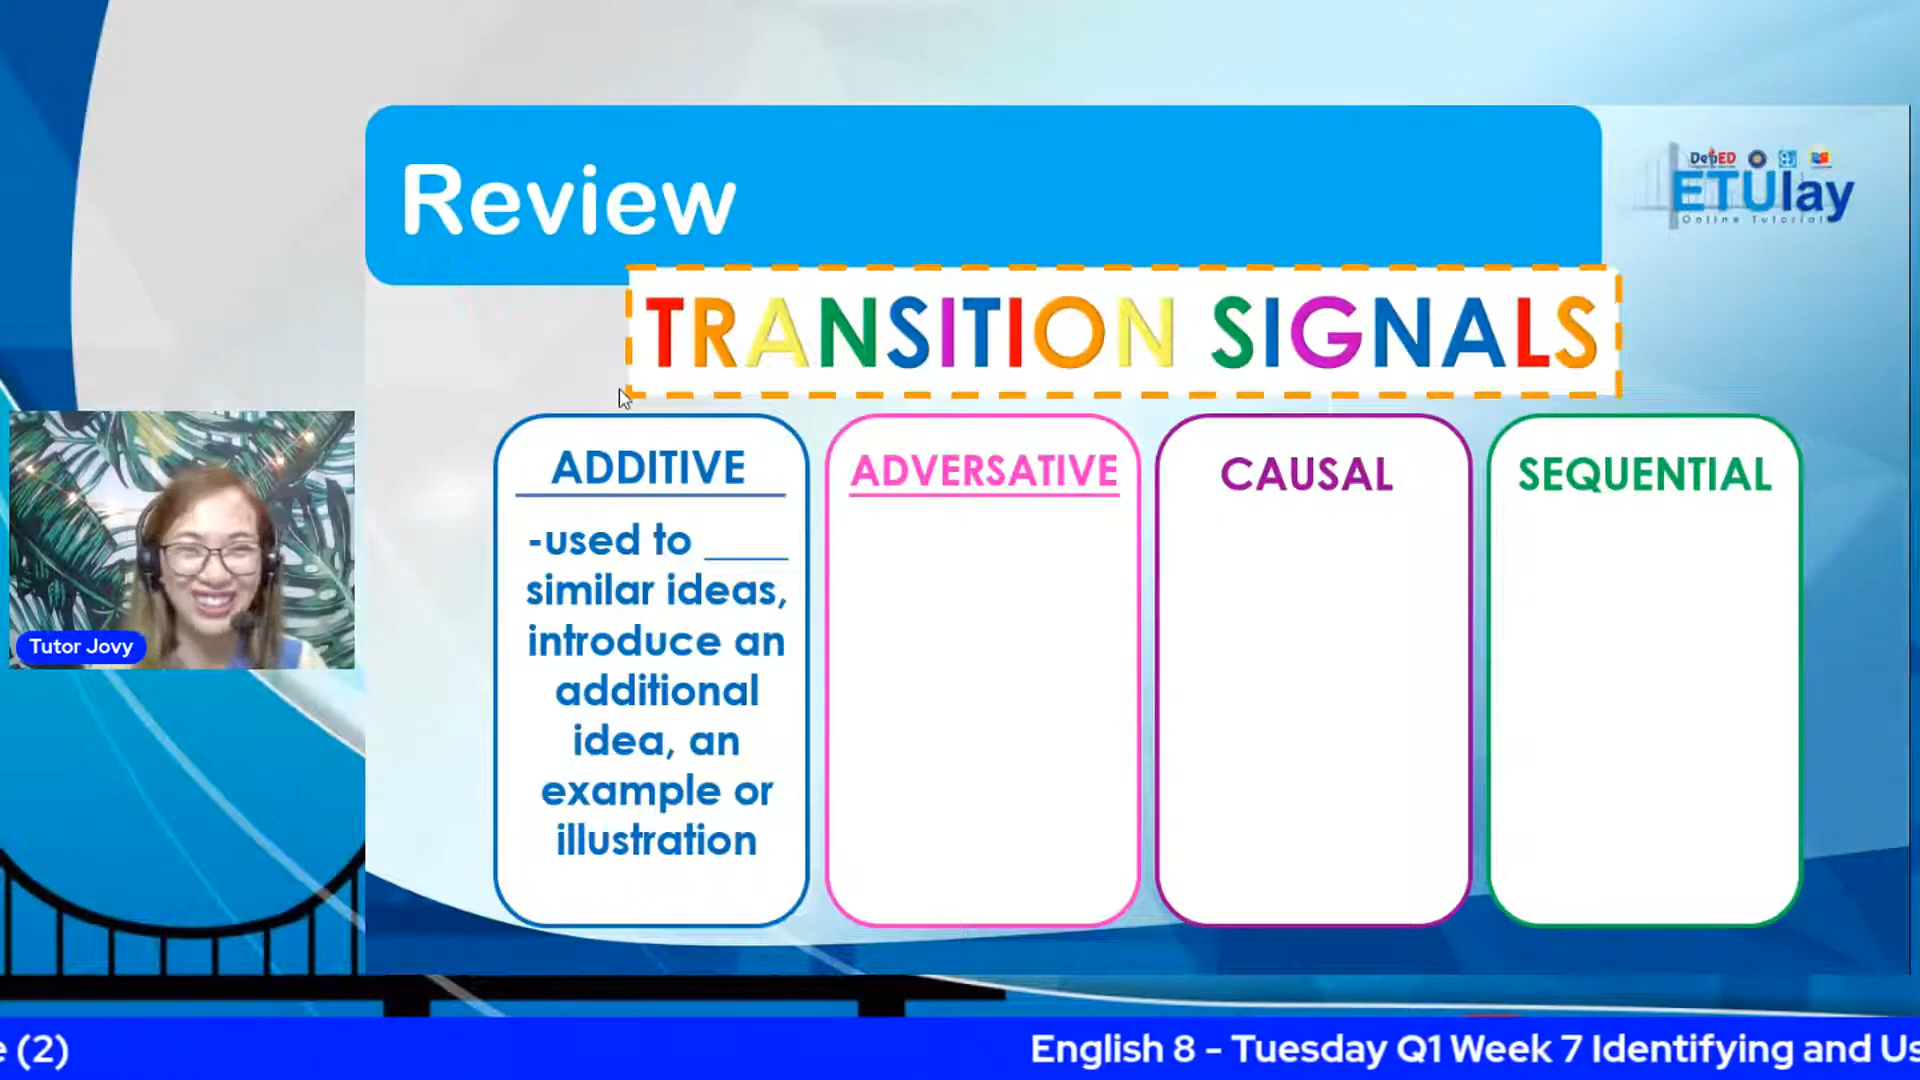 Review
DepED
ETUlay
Online Tutorial
TRANSITION SIGNALS
ADDITIVE
-used to ____
similar ideas,
introduce an
additional
idea, an
example or
illustration
ADVERSATIVE
CAUSAL
SEQUENTIAL
Tutor Jovy
e (2)
English 8 - Tuesday Q1 Week 7 Identifying and Us